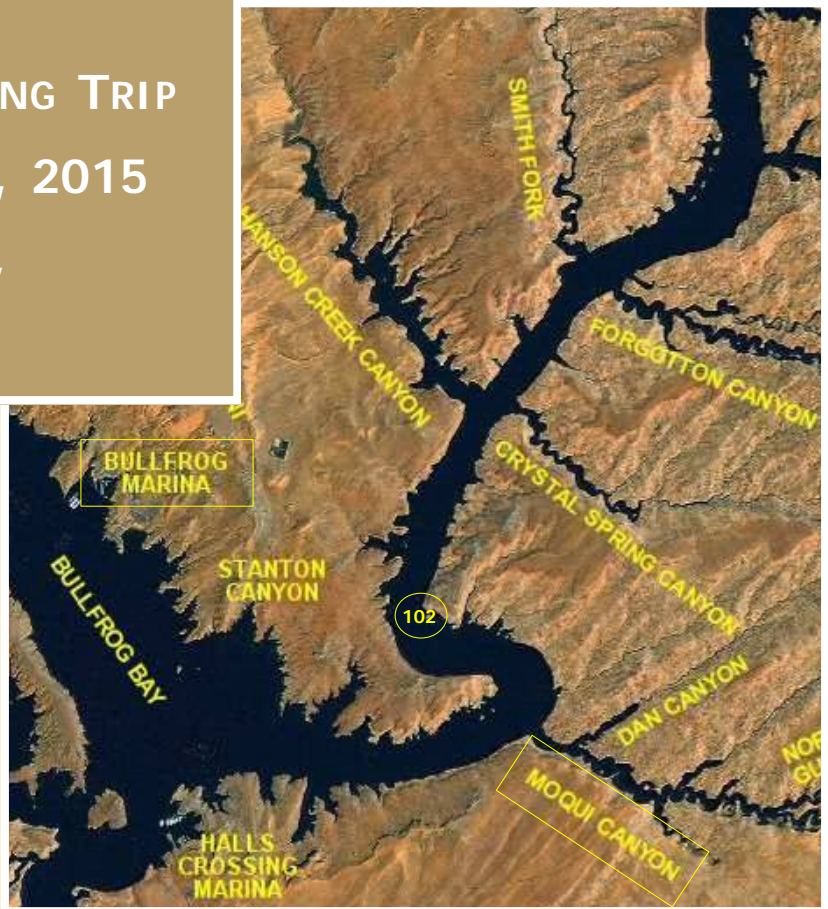 NG TRIP
, 2015
,
SMITH FORK
HANSON CREEK CANYON
FORGOTTON CANYON
BULLFROG
MARINA
CRYSTAL SPRING CANYON
STANTON
CANYON
BULLFROG BAY
102
DAN CANYON
MOQUI CANYON
HALLS
CROSSING
MARINA